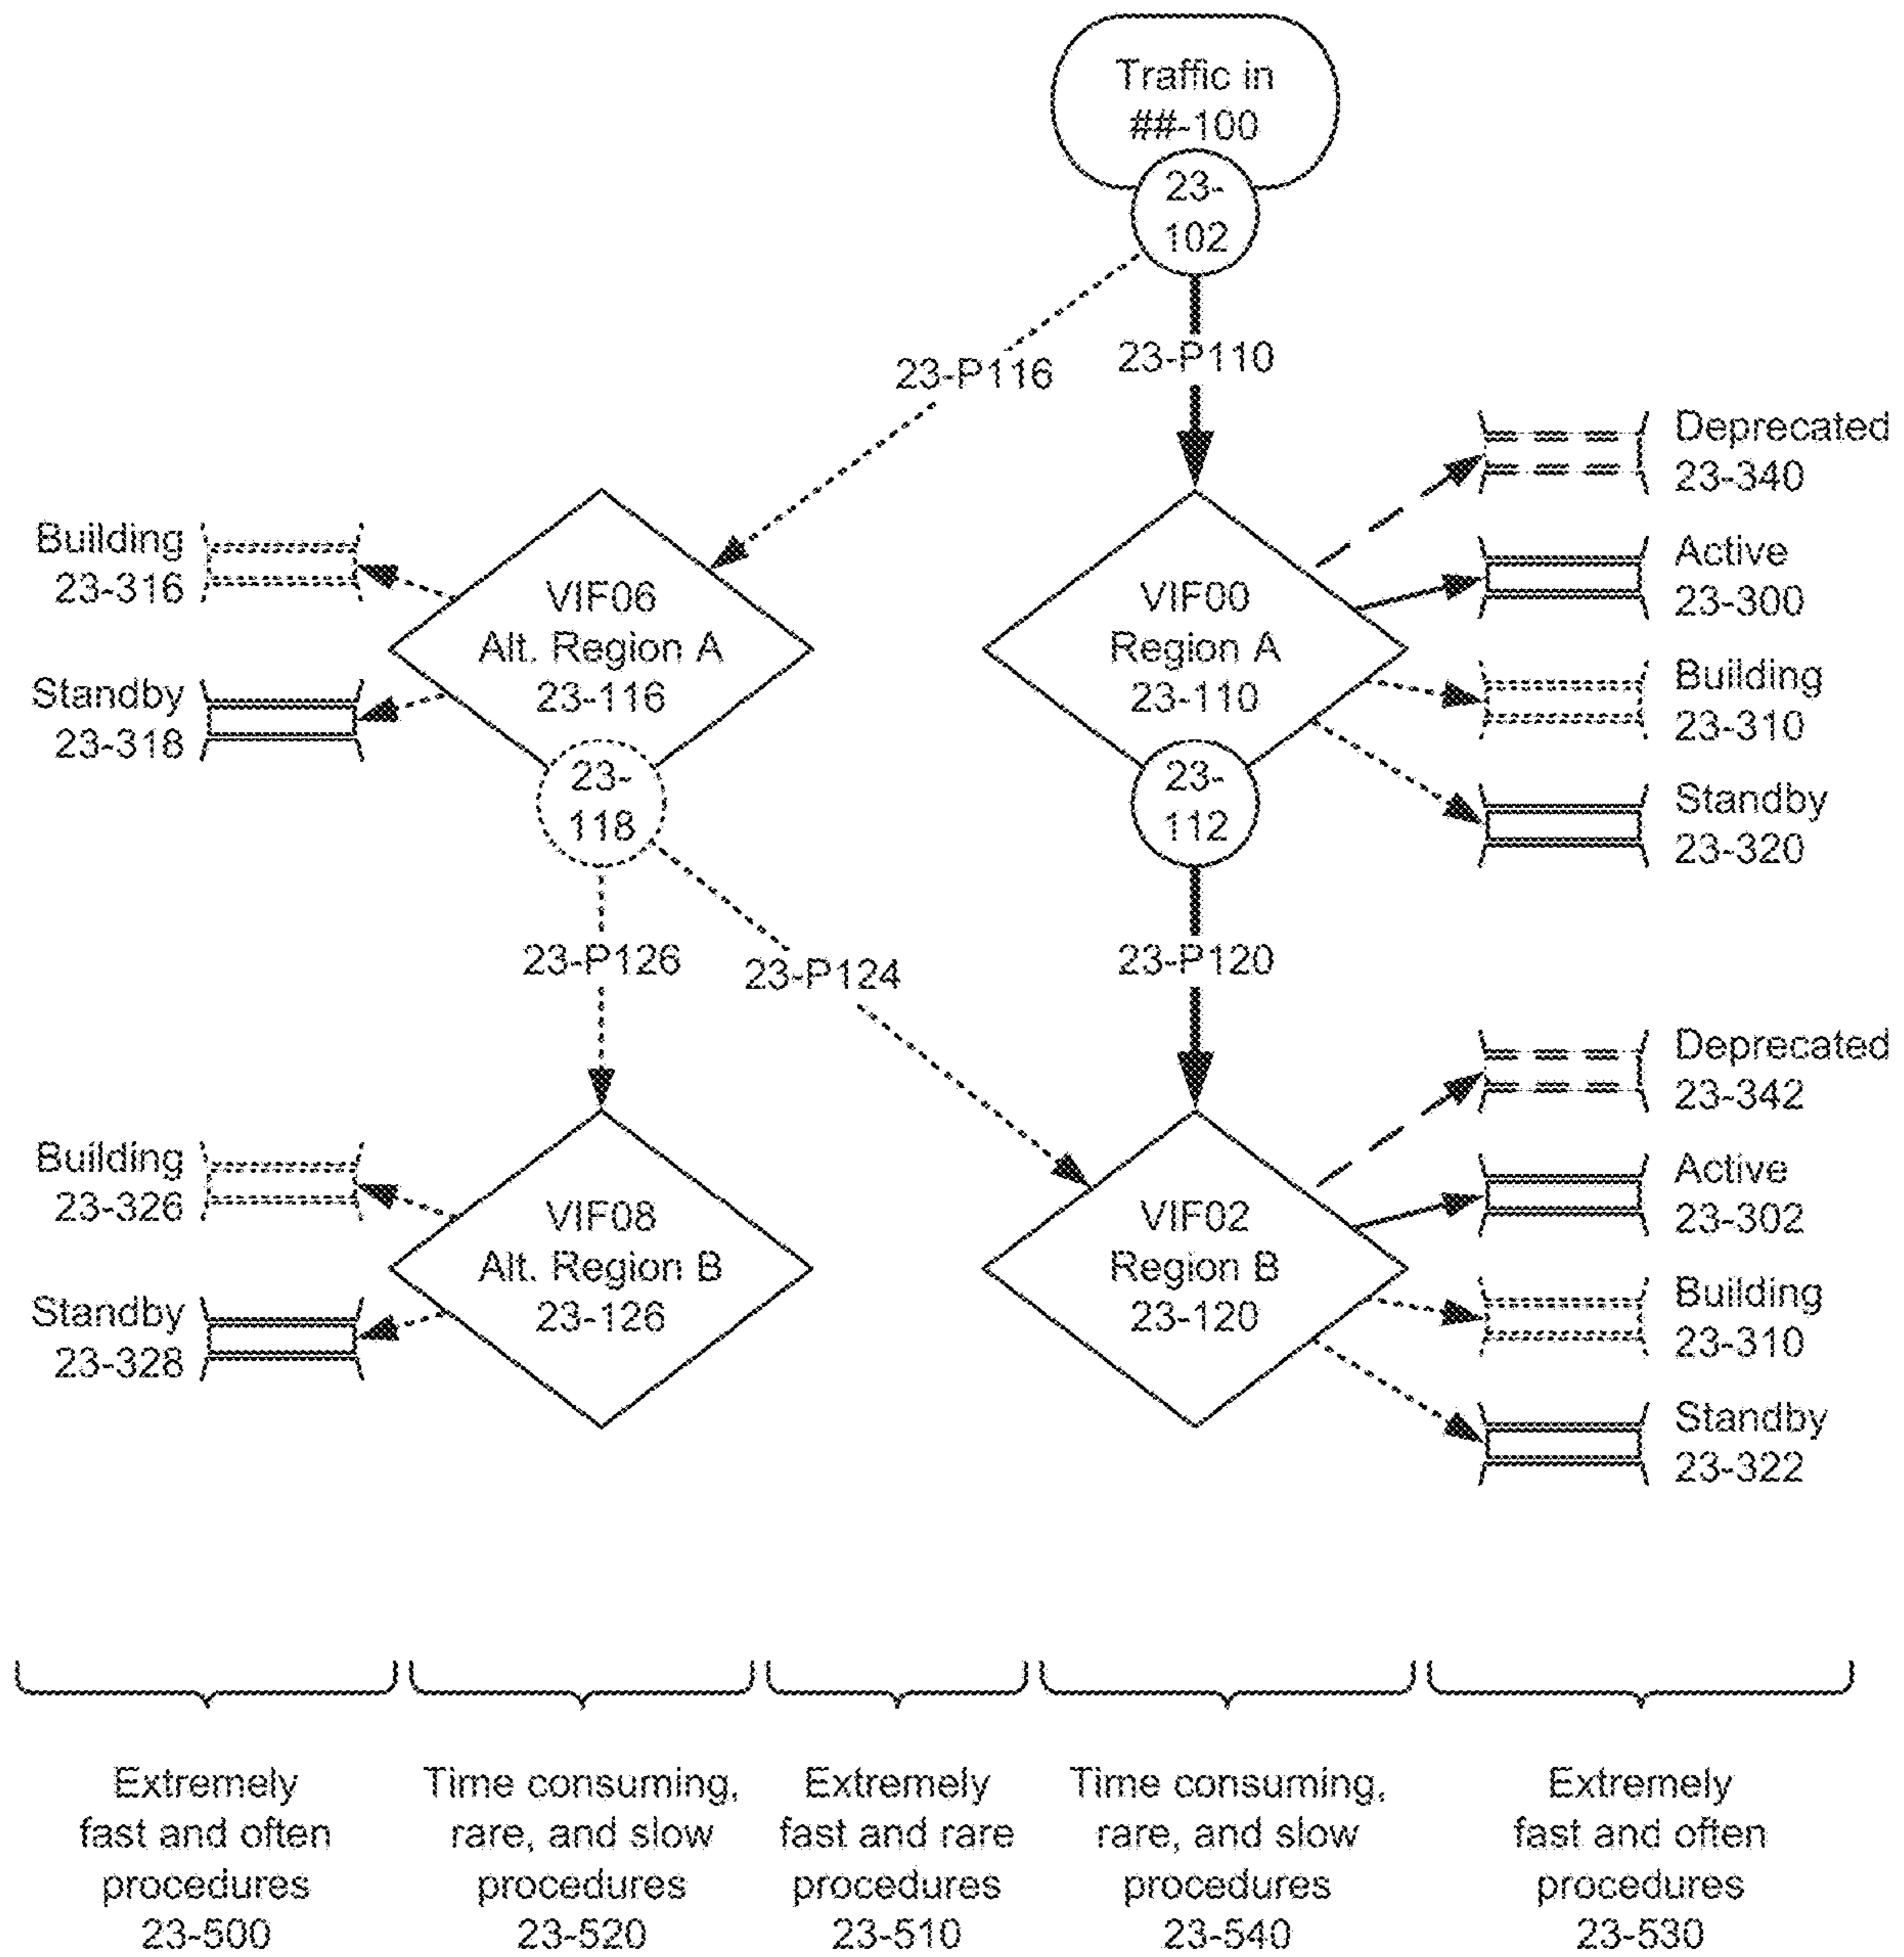 Traffic in
##-100
23-
102
23-P116
23-P110
Deprecated
23-340
Active
23-300
Building
23-310
Standby
23-320
Building
23-316
Standby
23-318
VIF06
Alt. Region A
23-116
VIF00
Region A
23-110
23-
118
23-
112
23-P126
23-P124
23-P120
Deprecated
23-342
Active
23-302
Building
23-310
Standby
23-322
Building
23-326
Standby
23-328
VIF08
Alt. Region B
23-126
VIF02
Region B
23-120
Extremely
fast and often
procedures
23-500
Time consuming,
rare, and slow
procedures
23-520
Extremely
fast and rare
procedures
23-510
Time consuming,
rare, and slow
procedures
23-540
Extremely
fast and often
procedures
23-530